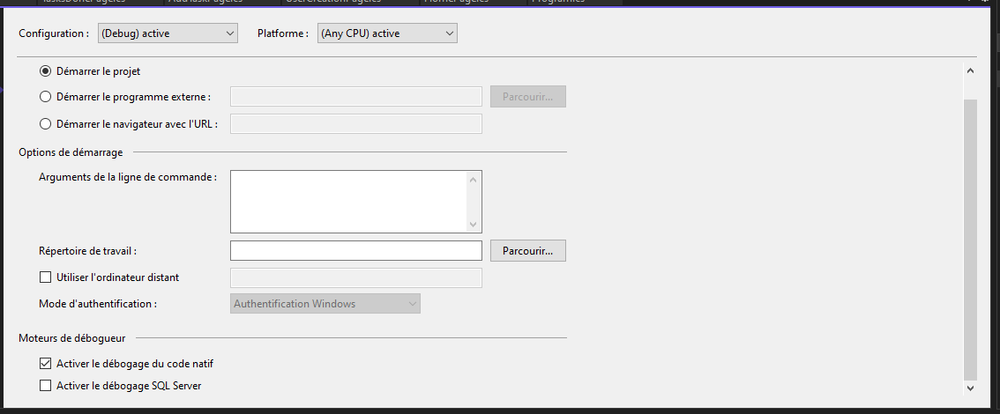 Configuration : (Debug) active Platforme : (Any CPU) active
Démarrer le projet
Démarrer le programme externe : Parcourir...
Démarrer le navigateur avec l'URL :
Options de démarrage
Arguments de la ligne de commande :
Répertoire de travail : Parcourir...
Utiliser l'ordinateur distant
Mode d'authentification : Authentification Windows
Moteurs de débogueur
Activer le débogage du code natif
Activer le débogage SQL Server